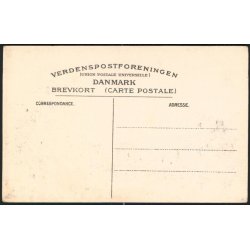 VERDENSPOSTFORENINGEN
(UNION POSTALE UNIVERSELLE)
DANMARK
BREVKORT (CARTE POSTALE)
CORRESPONDANCE. ADRESSE.